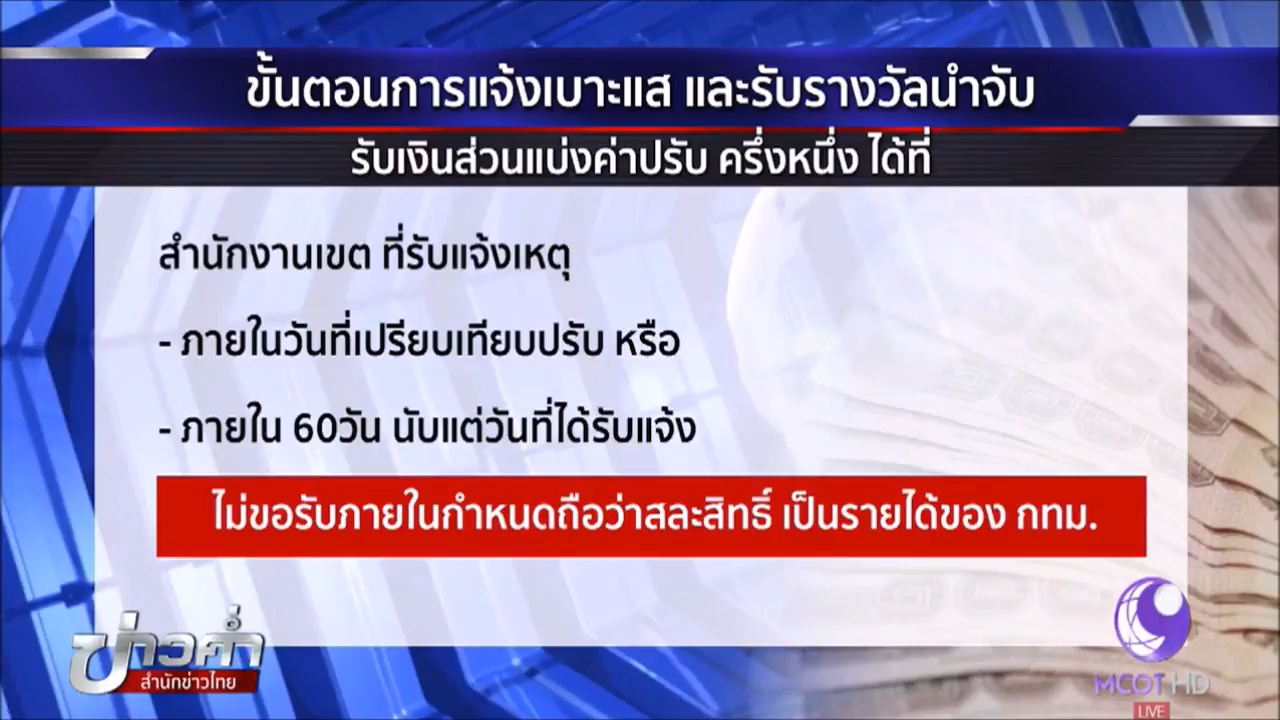 ขั้นตอนการแจ้งเบาะแส และรับรางวัลนำจับ
รับเงินส่วนแบ่งค่าปรับ ครึ่งหนึ่ง ได้ที่
สำนักงานเขต ที่รับแจ้งเหตุ
- ภายในวันที่เปรียบเทียบปรับ หรือ
- ภายใน 60วัน นับแต่วันที่ได้รับแจ้ง
ไม่ขอรับภายในกำหนดถือว่าสละสิทธิ์ เป็นรายได้ของ กทม.
ข่าวค่ำ
สำนักข่าวไทย
MCOT HD
LIVE